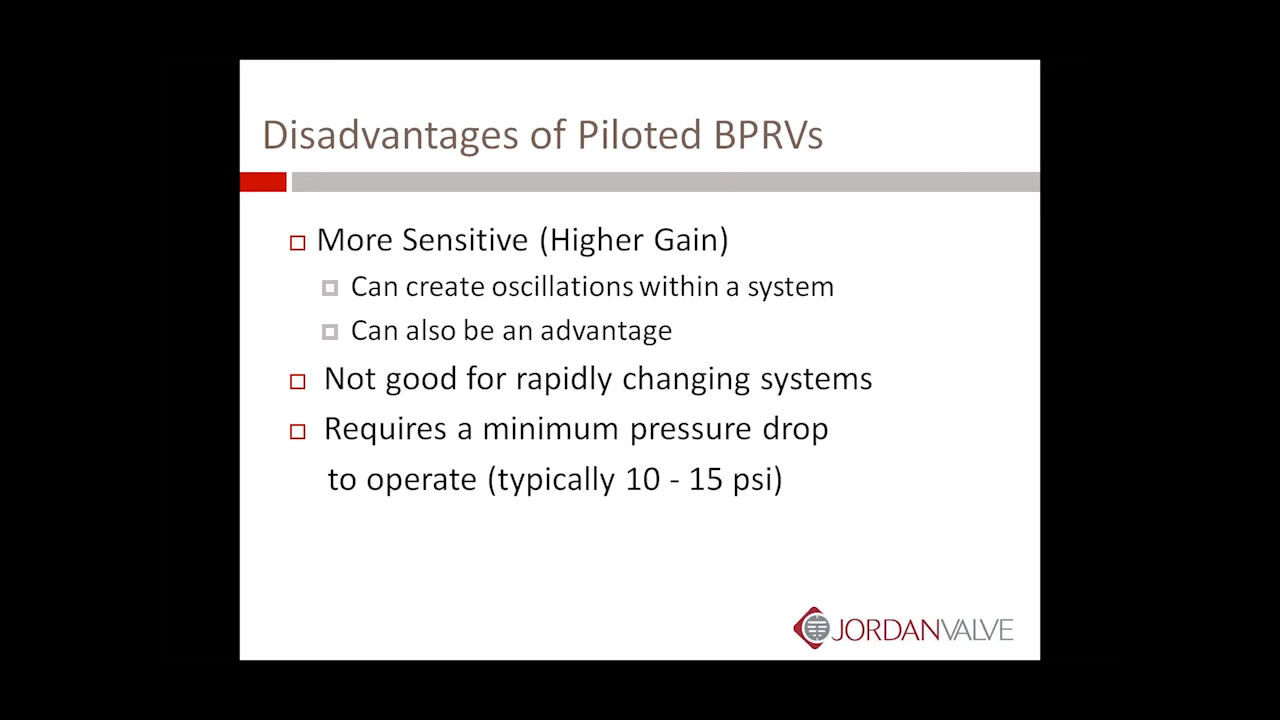 Disadvantages of Piloted BPRVs
More Sensitive (Higher Gain)
Can create oscillations within a system
Can also be an advantage
Not good for rapidly changing systems
Requires a minimum pressure drop
to operate (typically 10 - 15 psi)
JORDANVALVE